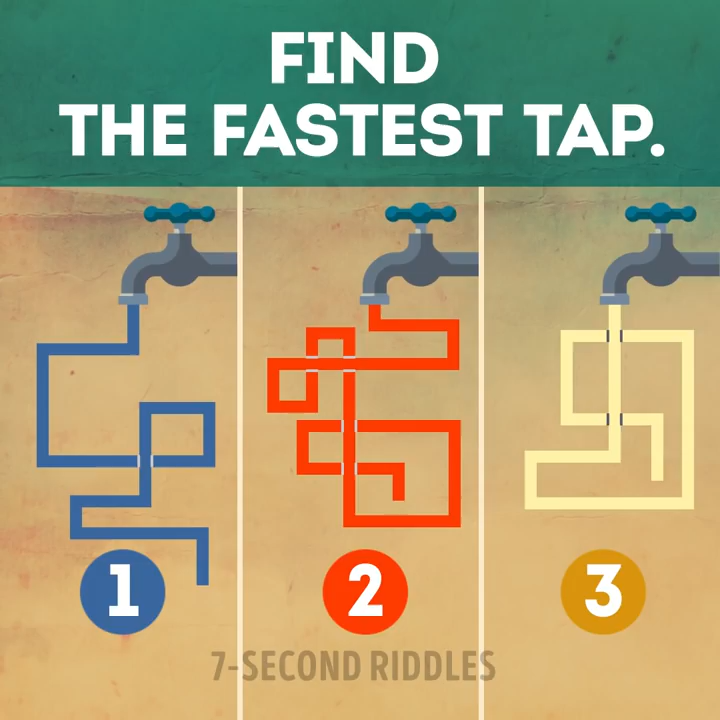 FIND
THE FASTEST TAP.
1
2
3
7-SECOND RIDDLES